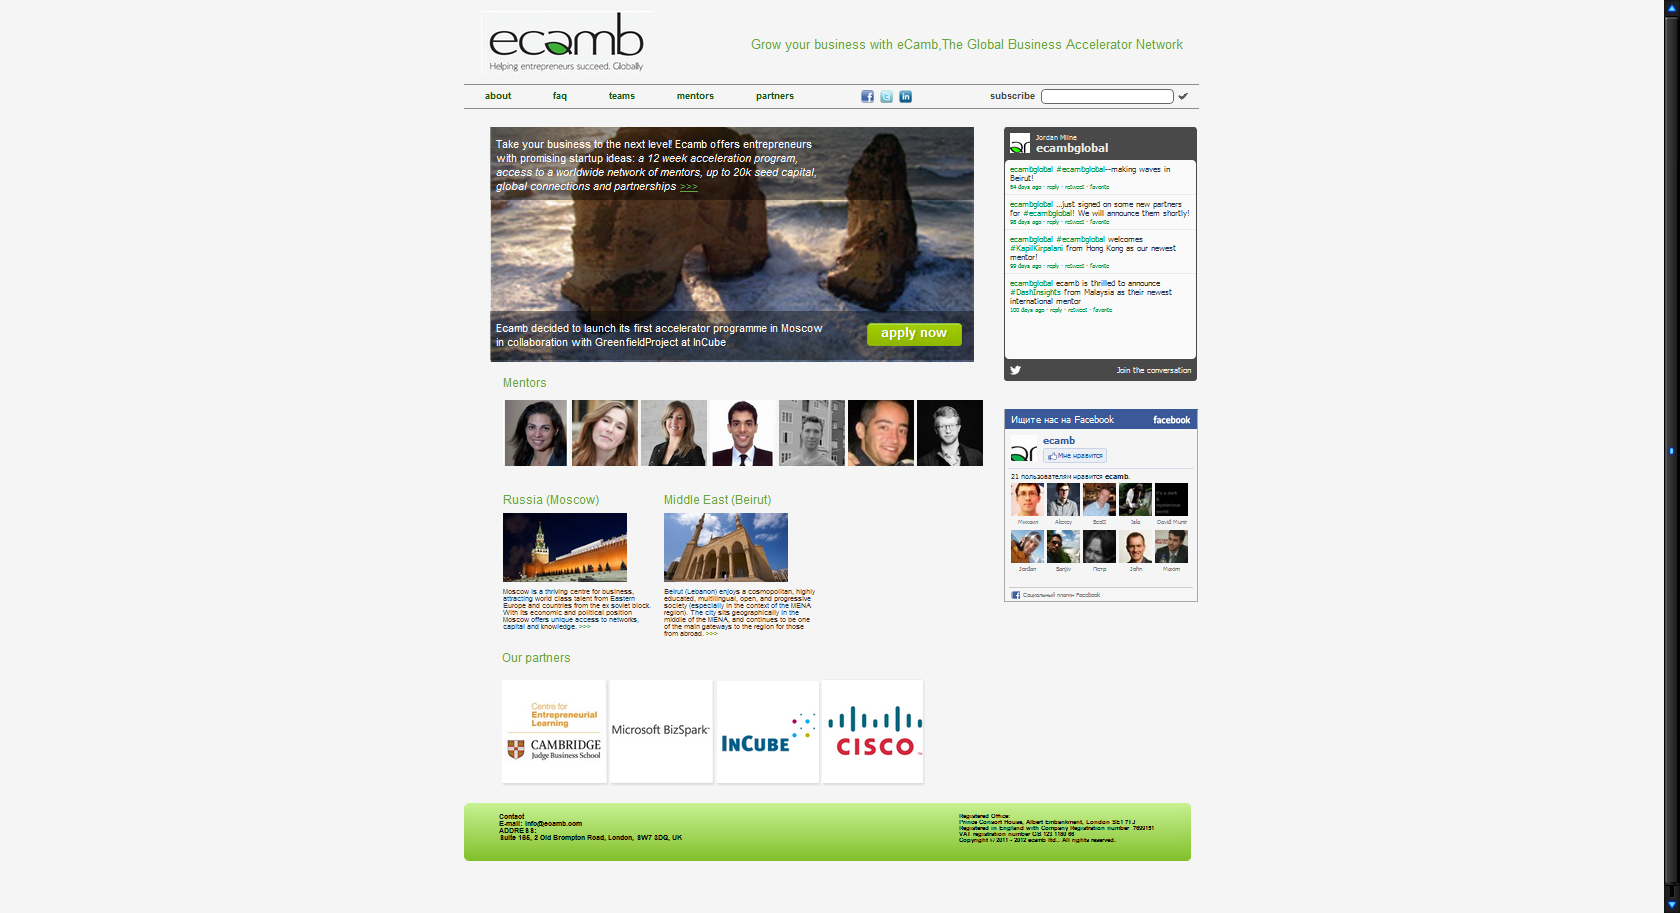 ecamb
Helping entrepreneurs succeed. Globally
Grow your business with eCamb,The Global Business Accelerator Network
about faq teams mentors partners subscribe
Take your business to the next level! Ecamb offers entrepreneurs
with promising startup ideas: a 12 week acceleration program,
access to a worldwide network of mentors, up to 20k seed capital,
global connections and partnerships >>>
Ecamb decided to launch its first accelerator programme in Moscow
in collaboration with GreenfieldProject at InCube
apply now
Jordan Milne
ecambglobal
ecambglobal #ecambglobal--making waves in
Beirut!
84 days ago · reply · retweet · favorite
ecambglobal ...just signed on some new partners
for #ecambglobal! We will announce them shortly!
98 days ago · reply · retweet · favorite
ecambglobal #ecambglobal welcomes
#KapilKirpalani from Hong Kong as our newest
mentor!
99 days ago · reply · retweet · favorite
ecambglobal ecamb is thrilled to announce
#DashInsights from Malaysia as their newest
international mentor
100 days ago · reply · retweet · favorite
Join the conversation
Mentors
Ищите нас на Facebook facebook
ecamb
Мне нравится
21 пользователям нравится ecamb.
it's a dark
&
mysterious
world
Михаил Alexey Scott Jale David Munir
Jordan Sanjiv Петр John Maxim
Социальный плагин Facebook
Russia (Moscow)
Moscow is a thriving centre for business,
attracting world class talent from Eastern
Europe and countries from the ex soviet block.
With its economic and political position
Moscow offers unique access to networks,
capital and knowledge. >>>
Middle East (Beirut)
Beirut (Lebanon) enjoys a cosmopolitan, highly
educated, multilingual, open, and progressive
society (especially in the context of the MENA
region). The city sits geographically in the
middle of the MENA, and continues to be one
of the main gateways to the region for those
from abroad. >>>
Our partners
Centre for
Entrepreneurial
Learning
CAMBRIDGE
Judge Business School
Microsoft BizSpark
INCUBE
CISCO
Contact
E-mail: info@ecamb.com
ADDRESS:
Suite 165, 2 Old Brompton Road, London, SW7 3DQ, UK
Registered Office:
Prince Consort House, Albert Embankment, London SE1 7TJ
Registered in England with Company Registration number 7699151
VAT registration number GB 123 1180 66
Copyright © 2011 - 2012 ecamb ltd.. All rights reserved.